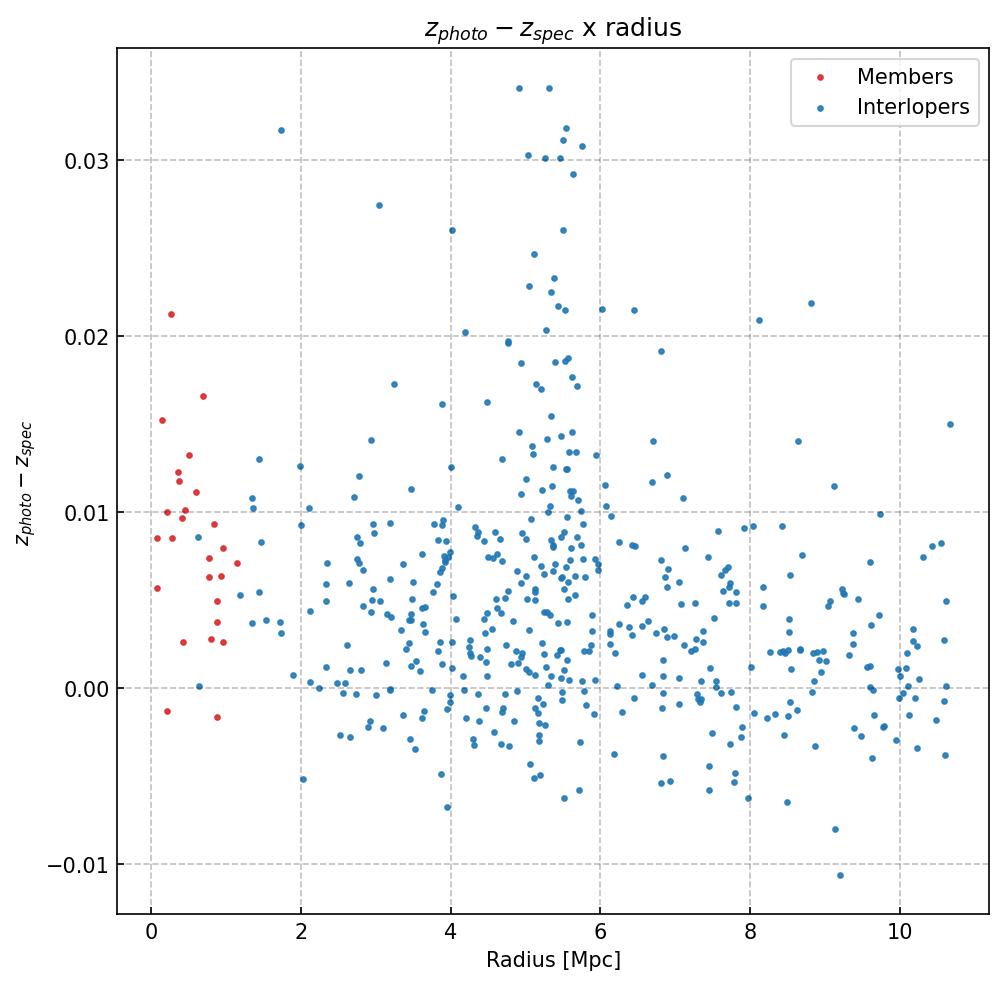 z_photo − z_spec x radius
Members
Interlopers
0.03
0.02
0.01
0.00
−0.01
z_photo − z_spec
0 2 4 6 8 10
Radius [Mpc]